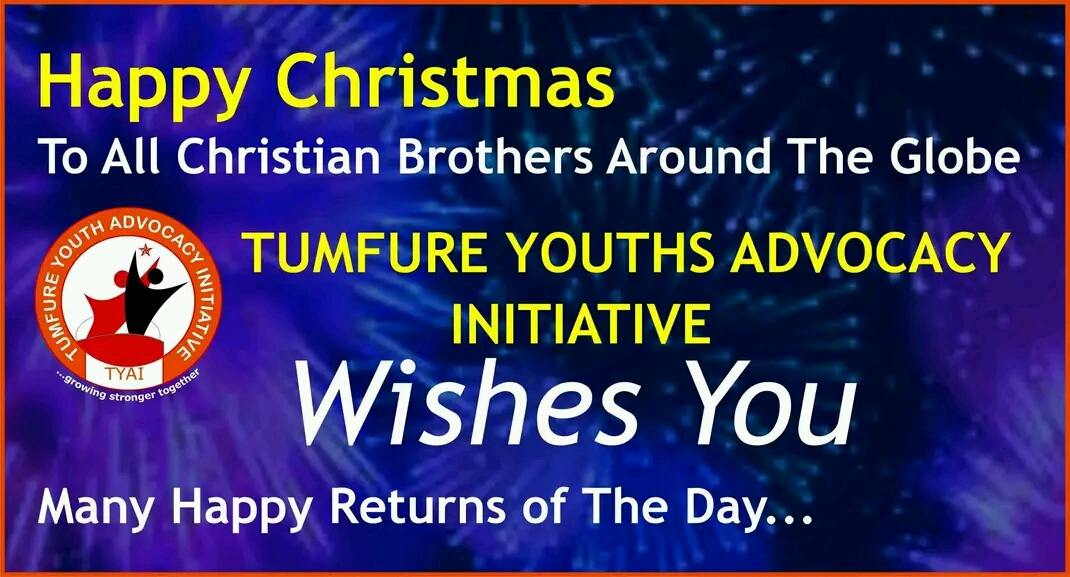 Happy Christmas
To All Christian Brothers Around The Globe
TUMFURE YOUTH ADVOCACY INITIATIVE
TYAI
...growing stronger together
TUMFURE YOUTHS ADVOCACY
INITIATIVE
Wishes You
Many Happy Returns of The Day...